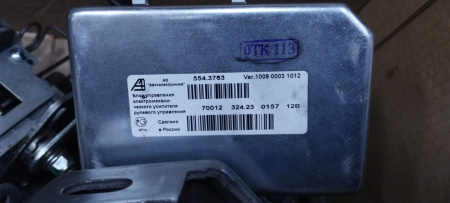 ОТК 113
АО
"Автоэлектроника"
554.3763
Ver.1009 0003 1012
Блок управления
электромехани-
ческого усилителя
рулевого управления
70012 324.23 0157 12В
Сделано
в России